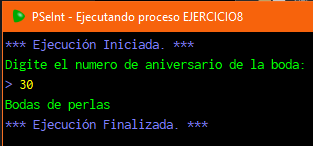 PSeInt - Ejecutando proceso EJERCICIO8
*** Ejecución Iniciada. ***
Digite el numero de aniversario de la boda:
> 30
Bodas de perlas
*** Ejecución Finalizada. ***